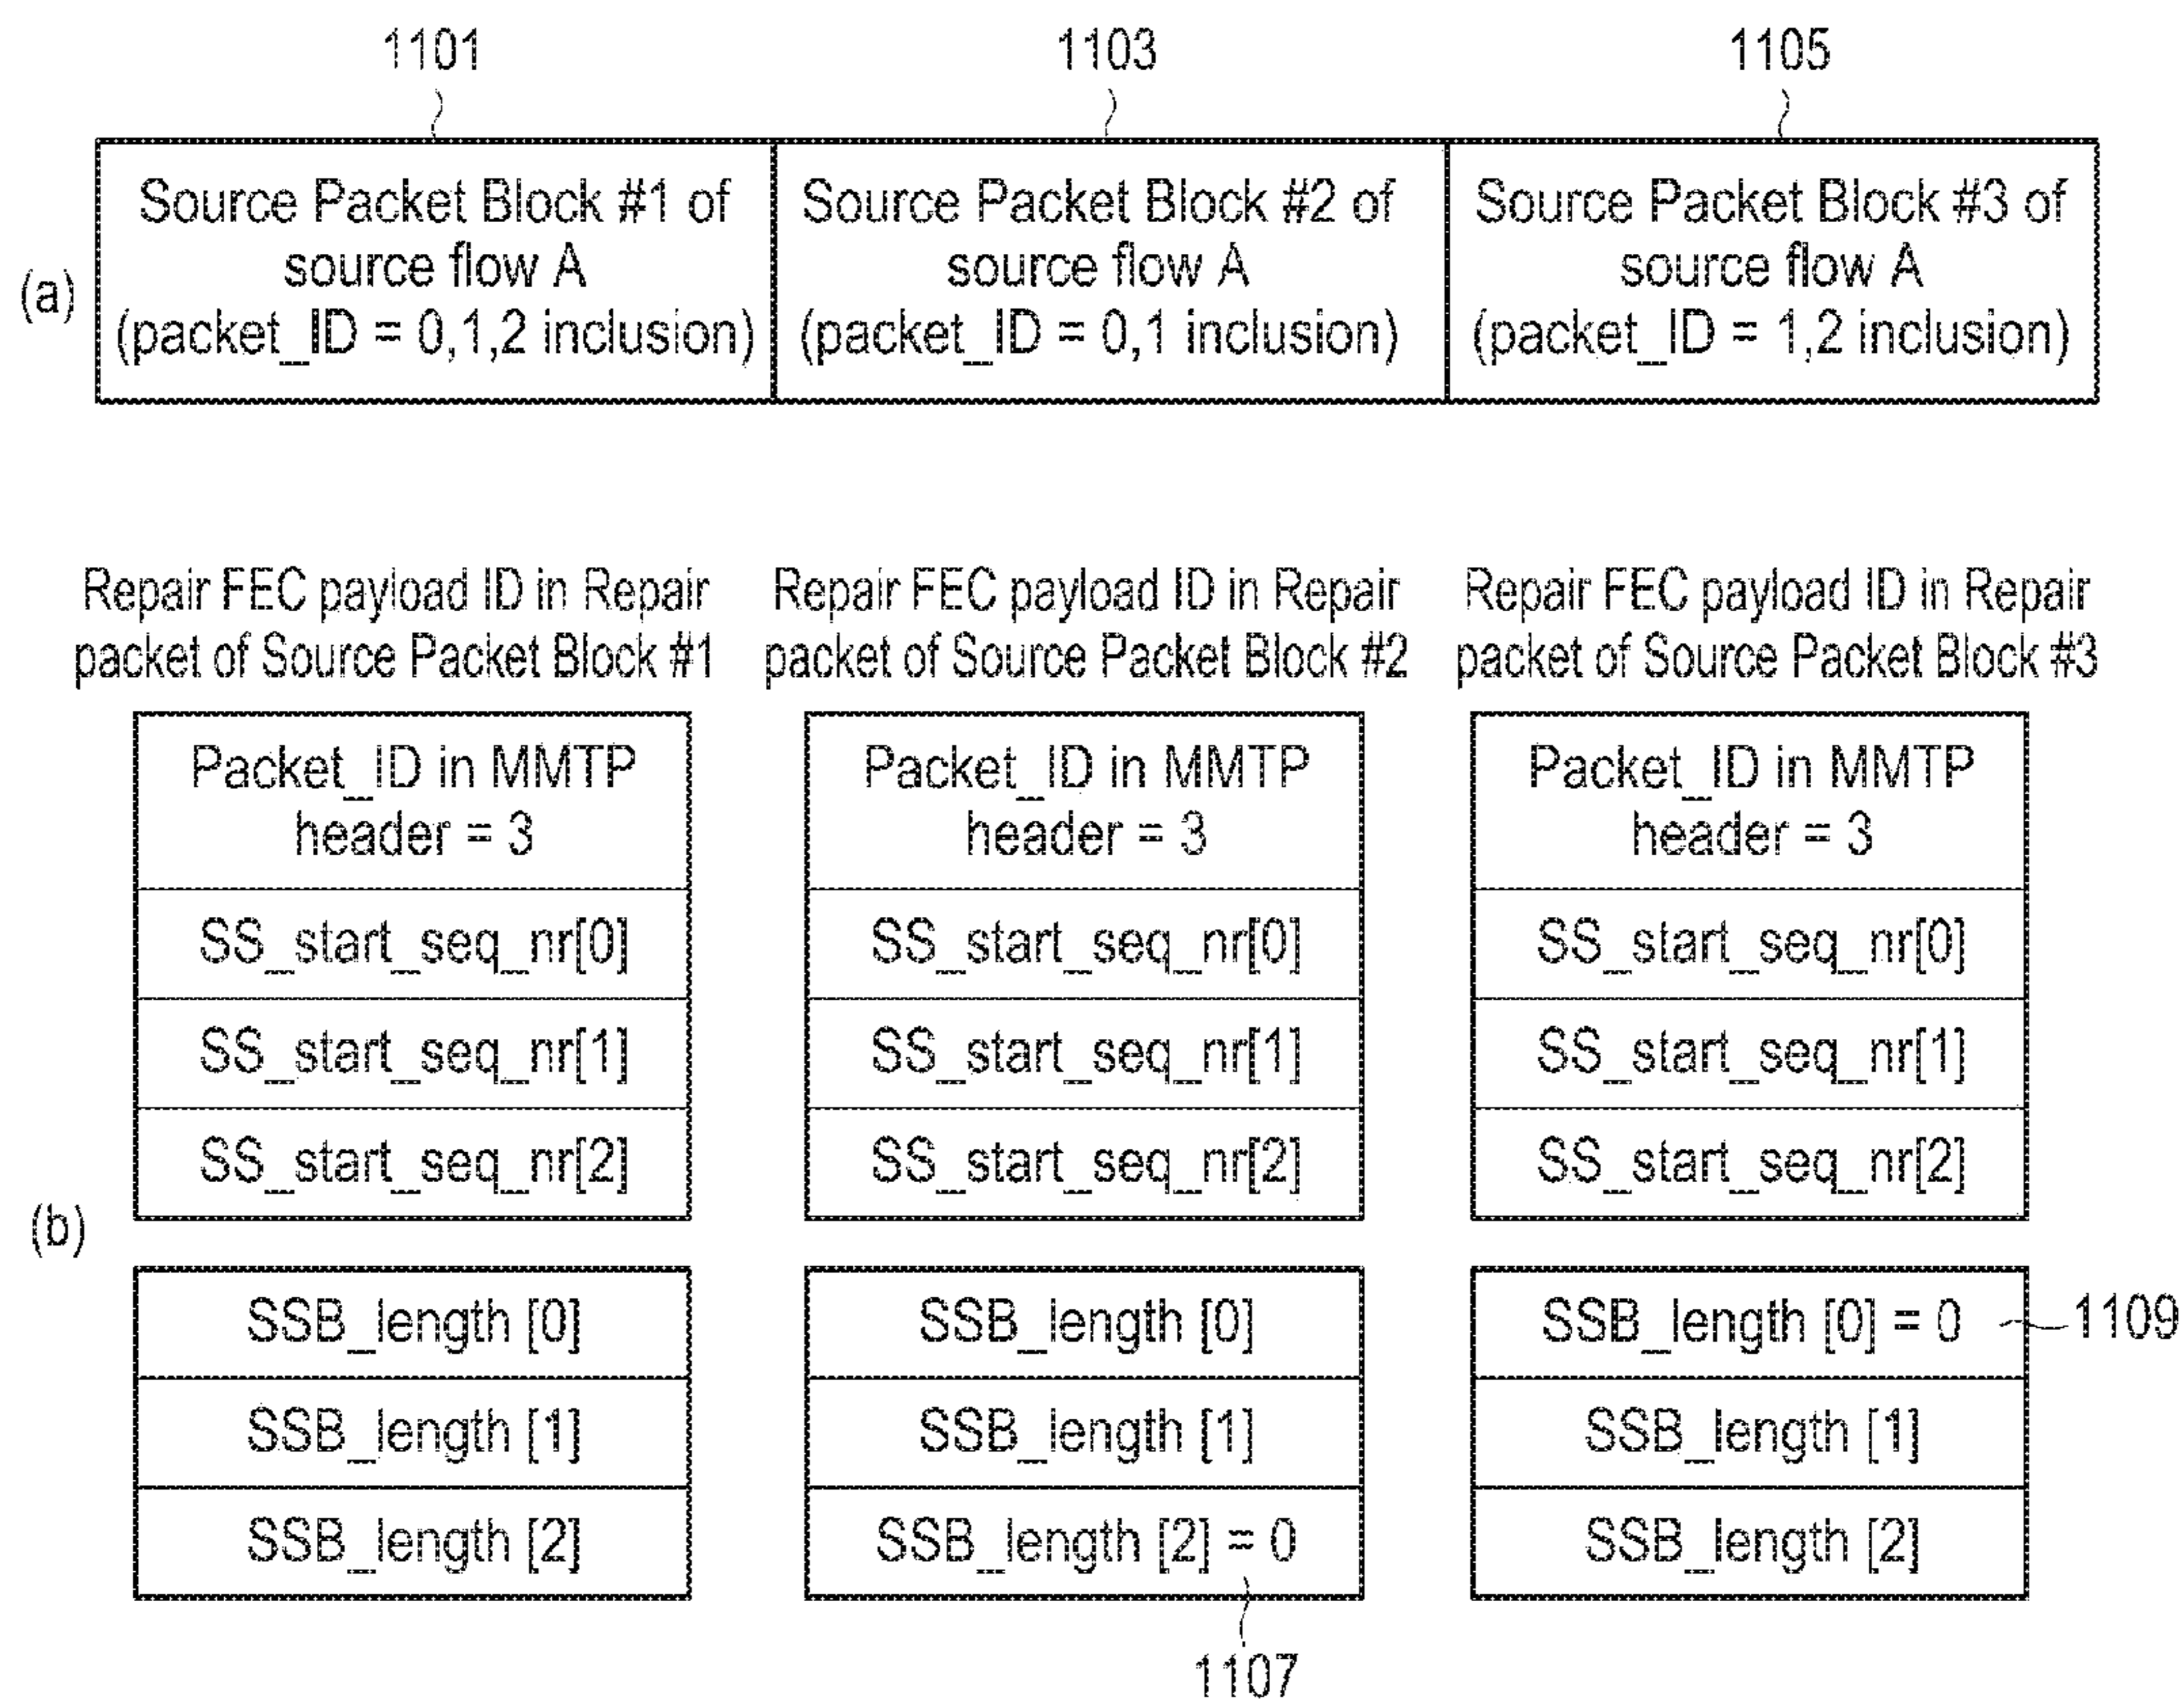 1101
1103
1105
(a)
Source Packet Block #1 of
source flow A
(packet_ID = 0,1,2 inclusion)
Source Packet Block #2 of
source flow A
(packet_ID = 0,1 inclusion)
Source Packet Block #3 of
source flow A
(packet_ID = 1,2 inclusion)
(b)
Repair FEC payload ID in Repair
packet of Source Packet Block #1
Packet_ID in MMTP
header = 3
SS_start_seq_nr[0]
SS_start_seq_nr[1]
SS_start_seq_nr[2]
SSB_length [0]
SSB_length [1]
SSB_length [2]
Repair FEC payload ID in Repair
packet of Source Packet Block #2
Packet_ID in MMTP
header = 3
SS_start_seq_nr[0]
SS_start_seq_nr[1]
SS_start_seq_nr[2]
SSB_length [0]
SSB_length [1]
SSB_length [2] = 0
1107
Repair FEC payload ID in Repair
packet of Source Packet Block #3
Packet_ID in MMTP
header = 3
SS_start_seq_nr[0]
SS_start_seq_nr[1]
SS_start_seq_nr[2]
SSB_length [0] = 0
1109
SSB_length [1]
SSB_length [2]